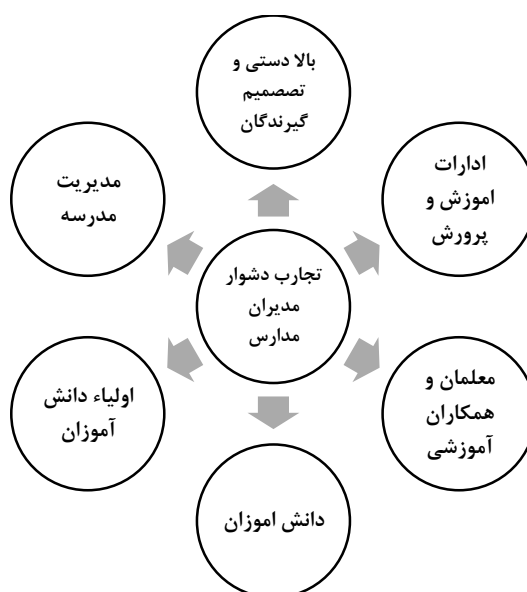 بالا دستی و
تصصمیم
گیرندگان
ادارات
اموزش و
پرورش
معلمان و
همکاران
آموزشی
دانش اموزان
اولیاء دانش
آموزان
مدیریت
مدرسه
تجارب دشوار
مدیران
مدارس